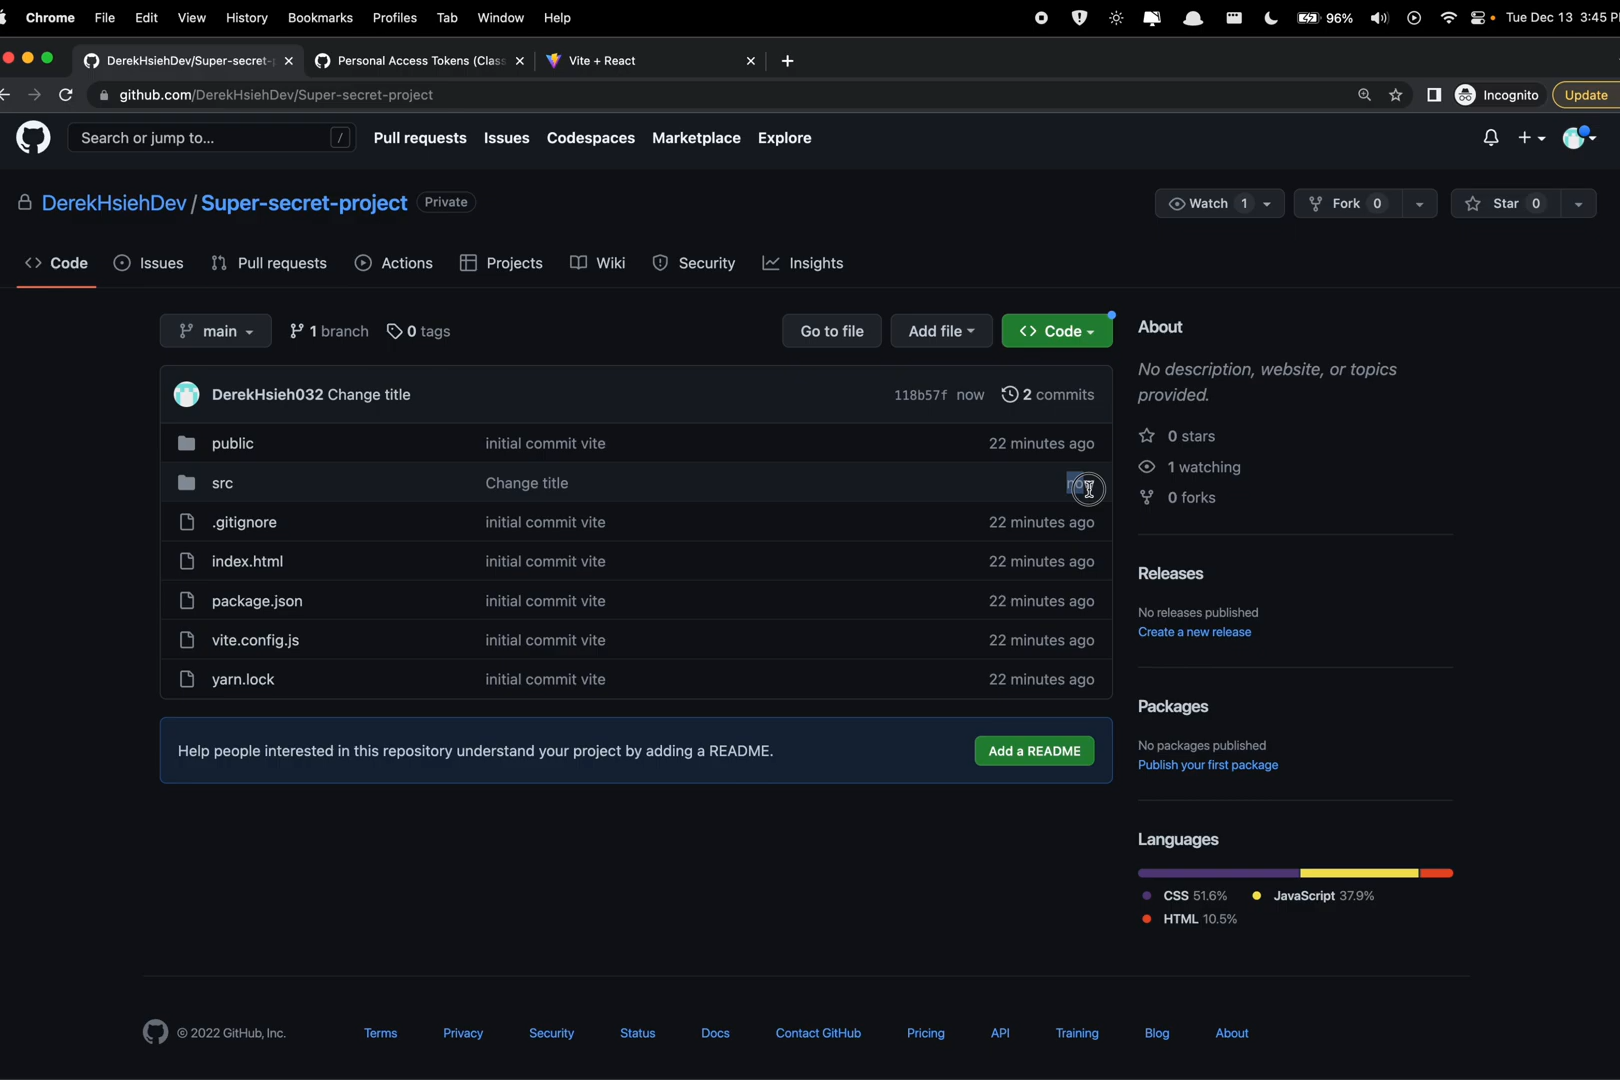 Chrome File Edit View History Bookmarks Profiles Tab Window Help 96% Tue Dec 13 3:45 P
DerekHsiehDev/Super-secret- Personal Access Tokens (Class Vite + React
github.com/DerekHsiehDev/Super-secret-project Incognito Update
Search or jump to... / Pull requests Issues Codespaces Marketplace Explore
DerekHsiehDev / Super-secret-project Private Watch 1 Fork 0 Star 0
Code Issues Pull requests Actions Projects Wiki Security Insights
main 1 branch 0 tags Go to file Add file Code
About
No description, website, or topics
provided.
DerekHsieh032 Change title 118b57f now 2 commits
public initial commit vite 22 minutes ago
src Change title
.gitignore initial commit vite 22 minutes ago
index.html initial commit vite 22 minutes ago
package.json initial commit vite 22 minutes ago
vite.config.js initial commit vite 22 minutes ago
yarn.lock initial commit vite 22 minutes ago
Help people interested in this repository understand your project by adding a README. Add a README
0 stars
1 watching
0 forks
Releases
No releases published
Create a new release
Packages
No packages published
Publish your first package
Languages
CSS 51.6% JavaScript 37.9%
HTML 10.5%
© 2022 GitHub, Inc. Terms Privacy Security Status Docs Contact GitHub Pricing API Training Blog About